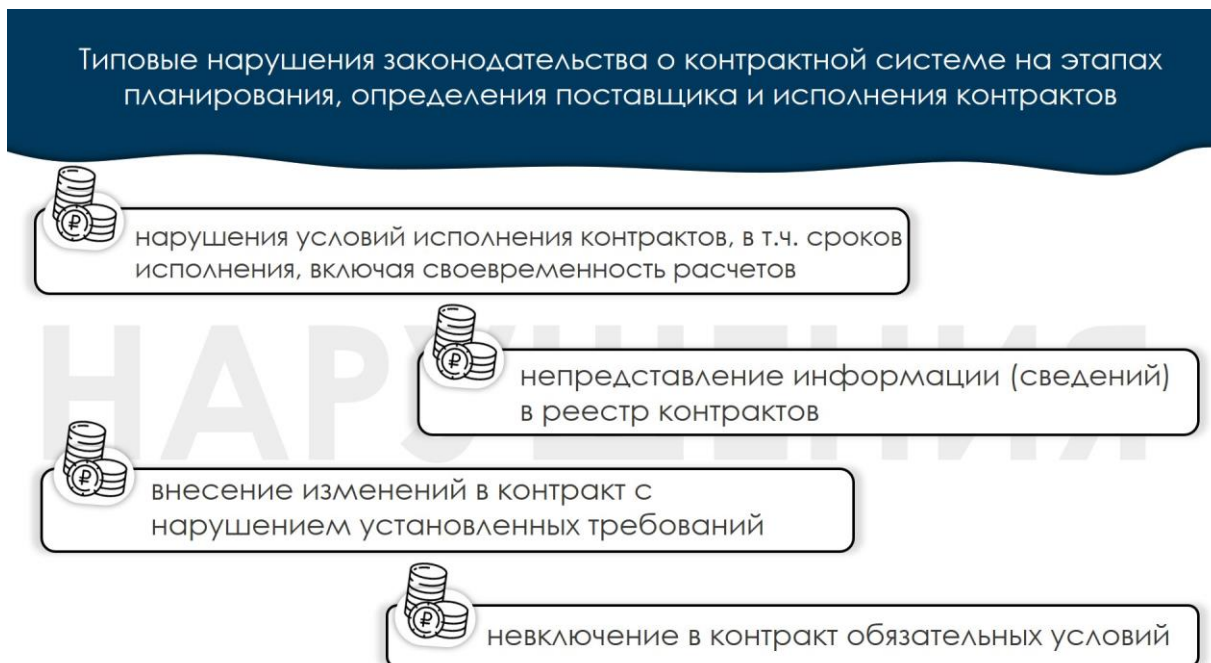 Типовые нарушения законодательства о контрактной системе на этапах
планирования, определения поставщика и исполнения контрактов
нарушения условий исполнения контрактов, в т.ч. сроков
исполнения, включая своевременность расчетов
НАРУШЕНИЯ
непредставление информации (сведений)
в реестр контрактов
внесение изменений в контракт с
нарушением установленных требований
невключение в контракт обязательных условий